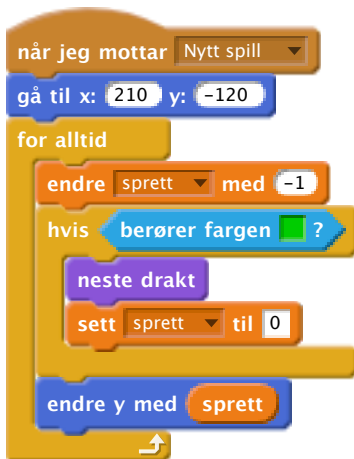 når jeg mottar Nytt spill
gå til x: 210 y: -120
for alltid
endre sprett med -1
hvis berører fargen ?
neste drakt
sett sprett til 0
endre y med sprett